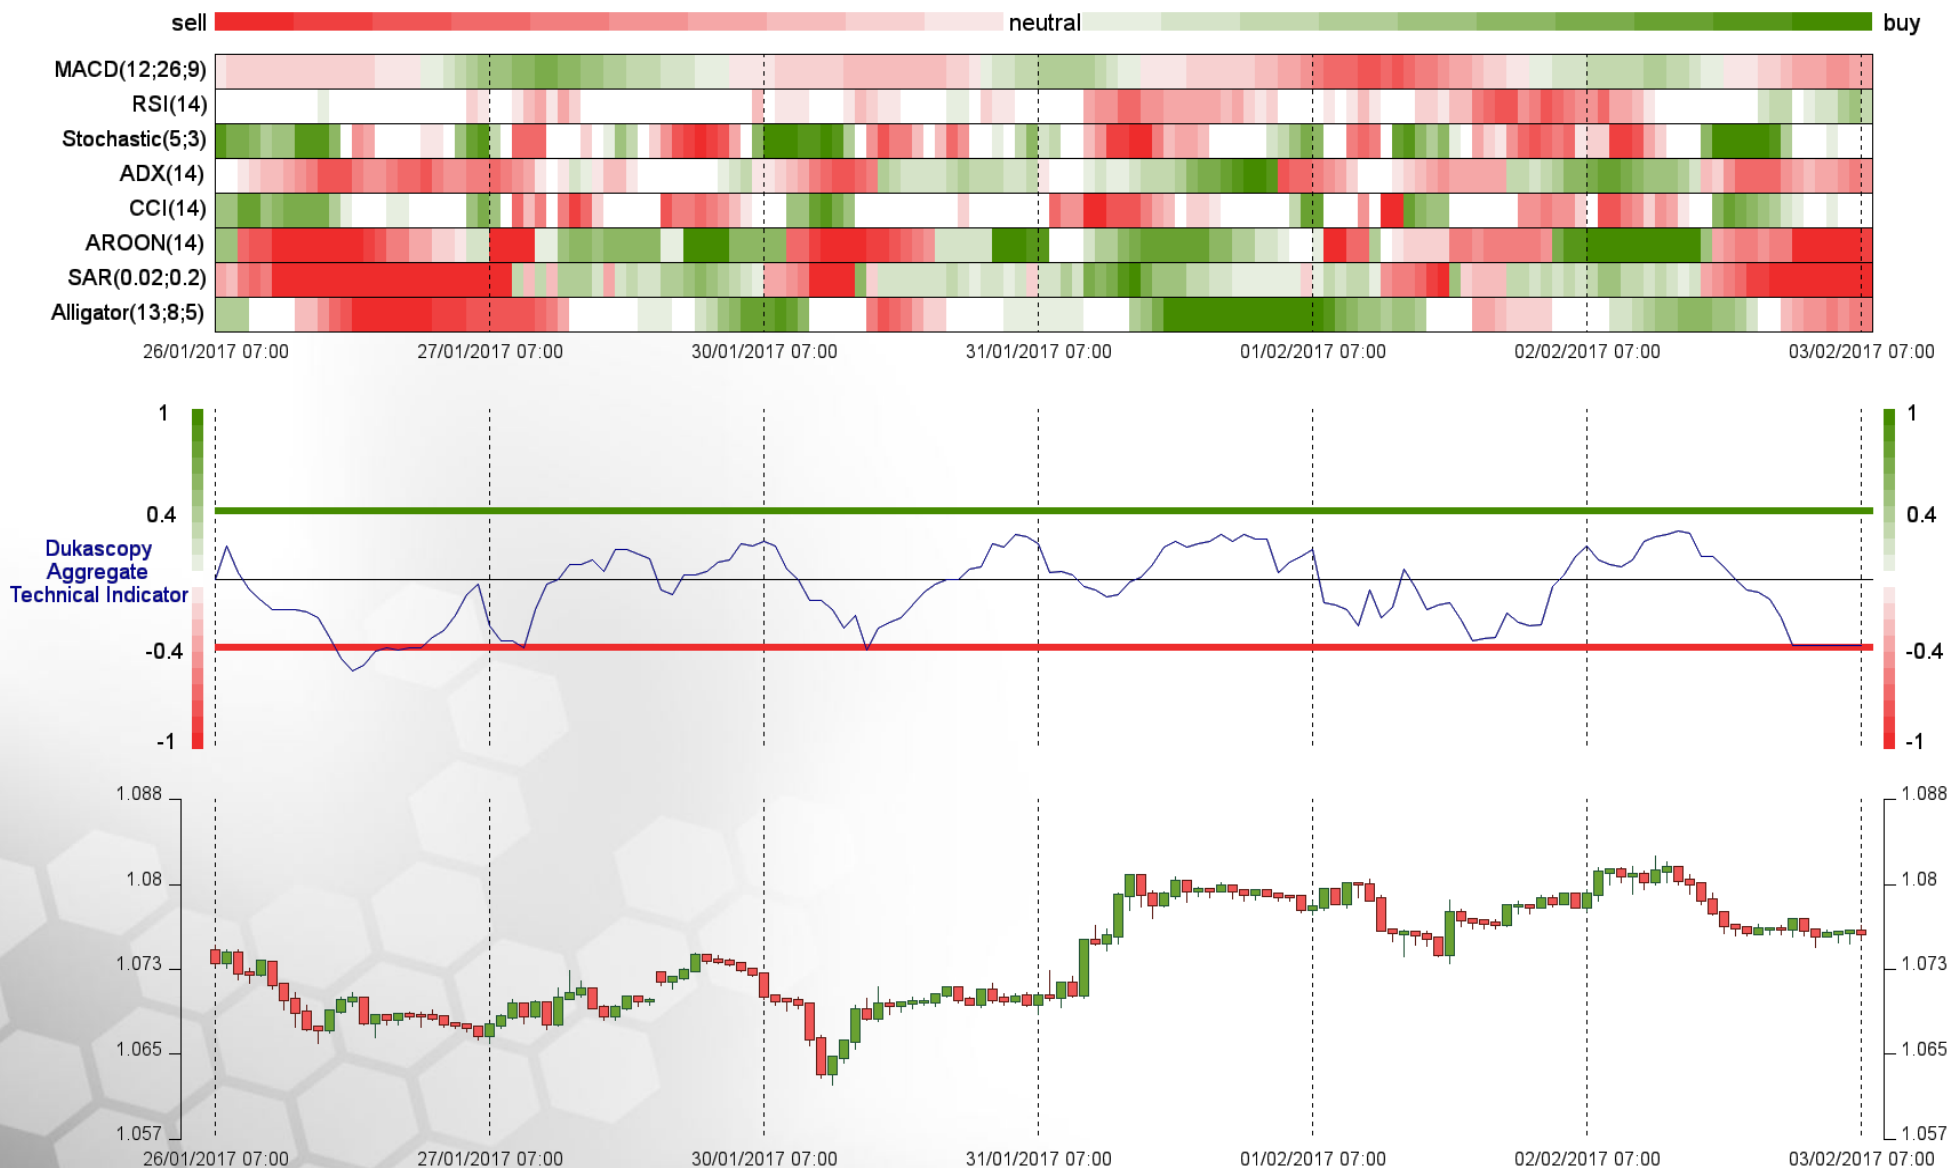 sell neutral buy
MACD(12;26;9)
RSI(14)
Stochastic(5;3)
ADX(14)
CCI(14)
AROON(14)
SAR(0.02;0.2)
Alligator(13;8;5)
26/01/2017 07:00 27/01/2017 07:00 30/01/2017 07:00 31/01/2017 07:00 01/02/2017 07:00 02/02/2017 07:00 03/02/2017 07:00
1 1
0.4 0.4
Dukascopy
Aggregate
Technical Indicator
-0.4 -0.4
-1 -1
1.088 1.088
1.08 1.08
1.073 1.073
1.065 1.065
1.057 1.057
26/01/2017 07:00 27/01/2017 07:00 30/01/2017 07:00 31/01/2017 07:00 01/02/2017 07:00 02/02/2017 07:00 03/02/2017 07:00